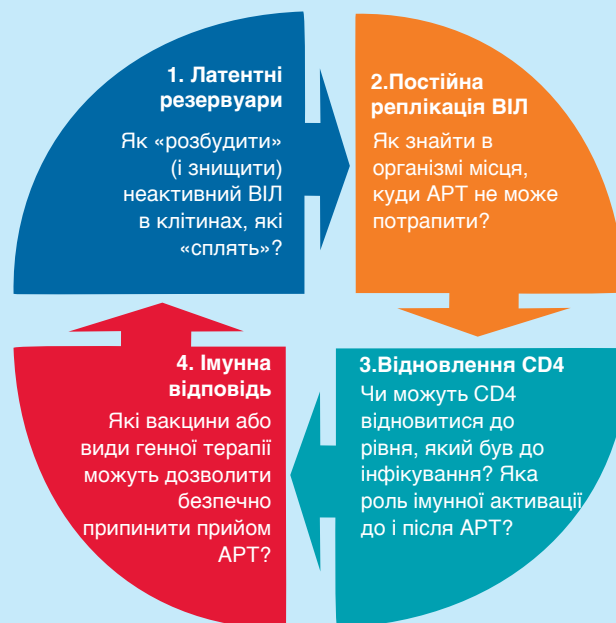 1. Латентні
резервуари
Як «розбудити»
(і знищити)
неактивний ВІЛ
в клітинах, які
«сплять»?
2.Постійна
реплікація ВІЛ
Як знайти в
організмі місця,
куди АРТ не може
потрапити?
3.Відновлення CD4
Чи можуть CD4
відновитися до
рівня, який був до
інфікування? Яка
роль імунної активації
до і після АРТ?
4. Імунна
відповідь
Які вакцини або
види генної терапії
можуть дозволити
безпечно
припинити прийом
АРТ?